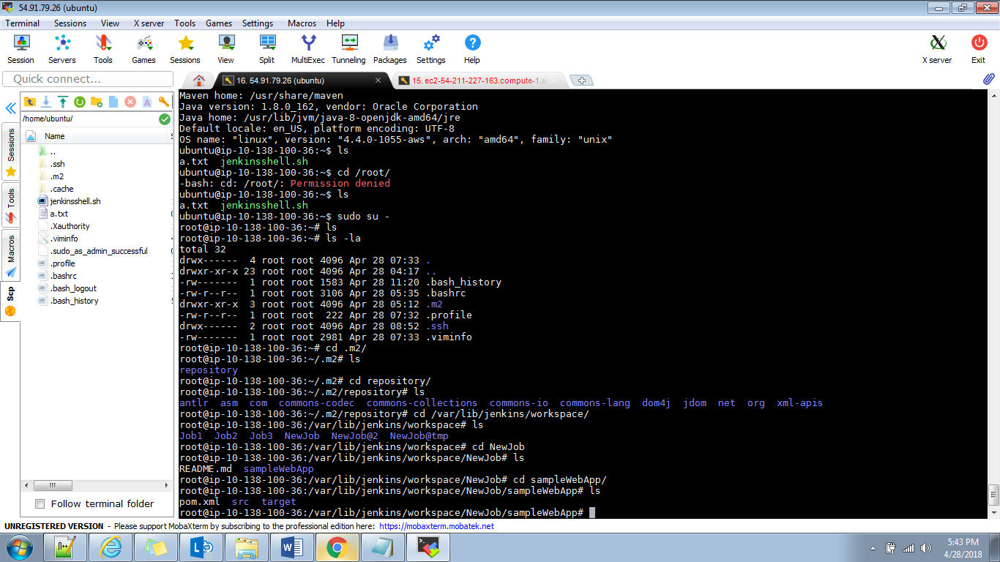 54.91.79.26 (ubuntu)
Terminal Sessions View X server Tools Games Settings Macros Help
Session Servers Tools Games Sessions View Split MultiExec Tunneling Packages Settings Help X server Exit
Quick connect...
16. 54.91.79.26 (ubuntu)
15. ec2-54-211-227-163.compute-1.a
/home/ubuntu/
Name
..
.ssh
.m2
.cache
jenkinsshell.sh
a.txt
.Xauthority
.viminfo
.sudo_as_admin_successful
.profile
.bashrc
.bash_logout
.bash_history
Sessions
Tools
Macros
Scp
Follow terminal folder
Maven home: /usr/share/maven
Java version: 1.8.0_162, vendor: Oracle Corporation
Java home: /usr/lib/jvm/java-8-openjdk-amd64/jre
Default locale: en_US, platform encoding: UTF-8
OS name: "linux", version: "4.4.0-1055-aws", arch: "amd64", family: "unix"
ubuntu@ip-10-138-100-36:~$ ls
a.txt  jenkinsshell.sh
ubuntu@ip-10-138-100-36:~$ cd /root/
-bash: cd: /root/: Permission denied
ubuntu@ip-10-138-100-36:~$ ls
a.txt  jenkinsshell.sh
ubuntu@ip-10-138-100-36:~$ sudo su -
root@ip-10-138-100-36:~# ls
root@ip-10-138-100-36:~# ls -la
total 32
drwx------  4 root root 4096 Apr 28 07:33 .
drwxr-xr-x 23 root root 4096 Apr 28 04:17 ..
-rw-------  1 root root 1583 Apr 28 11:20 .bash_history
-rw-r--r--  1 root root 3106 Apr 28 05:35 .bashrc
drwxr-xr-x  3 root root 4096 Apr 28 05:12 .m2
-rw-r--r--  1 root root  222 Apr 28 07:32 .profile
drwx------  2 root root 4096 Apr 28 08:52 .ssh
-rw-------  1 root root 2981 Apr 28 07:33 .viminfo
root@ip-10-138-100-36:~# cd .m2/
root@ip-10-138-100-36:~/.m2# ls
repository
root@ip-10-138-100-36:~/.m2# cd repository/
root@ip-10-138-100-36:~/.m2/repository# ls
antlr  asm  com  commons-codec  commons-collections  commons-io  commons-lang  dom4j  jdom  net  org  xml-apis
root@ip-10-138-100-36:~/.m2/repository# cd /var/lib/jenkins/workspace/
root@ip-10-138-100-36:/var/lib/jenkins/workspace# ls
Job1  Job2  Job3  NewJob  NewJob@2  NewJob@tmp
root@ip-10-138-100-36:/var/lib/jenkins/workspace# cd NewJob
root@ip-10-138-100-36:/var/lib/jenkins/workspace/NewJob# ls
README.md  sampleWebApp
root@ip-10-138-100-36:/var/lib/jenkins/workspace/NewJob# cd sampleWebApp/
root@ip-10-138-100-36:/var/lib/jenkins/workspace/NewJob/sampleWebApp# ls
pom.xml  src  target
root@ip-10-138-100-36:/var/lib/jenkins/workspace/NewJob/sampleWebApp#
UNREGISTERED VERSION - Please support MobaXterm by subscribing to the professional edition here: https://mobaxterm.mobatek.net
5:43 PM
4/28/2018